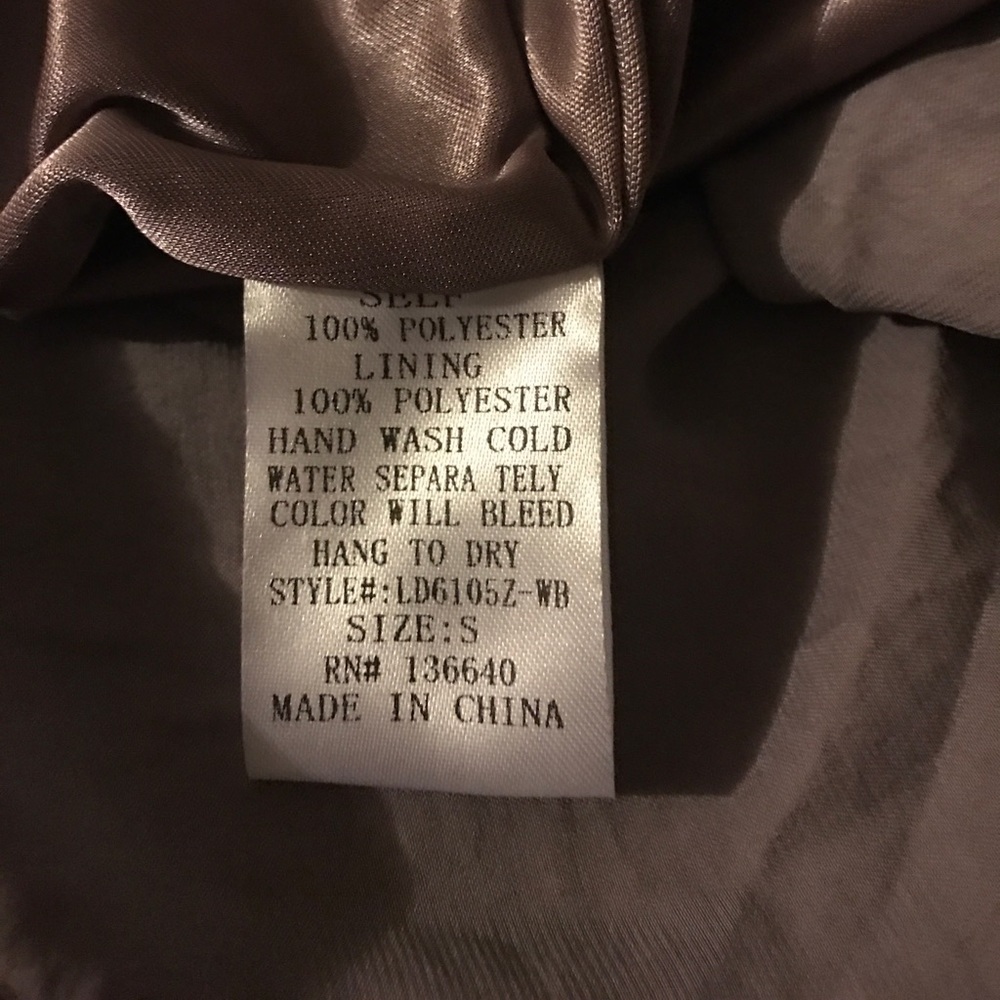 SELF
100% POLYESTER
LINING
100% POLYESTER
HAND WASH COLD
WATER SEPARA TELY
COLOR WILL BLEED
HANG TO DRY
STYLE#:LD6105Z-WB
SIZE:S
RN# 136640
MADE IN CHINA